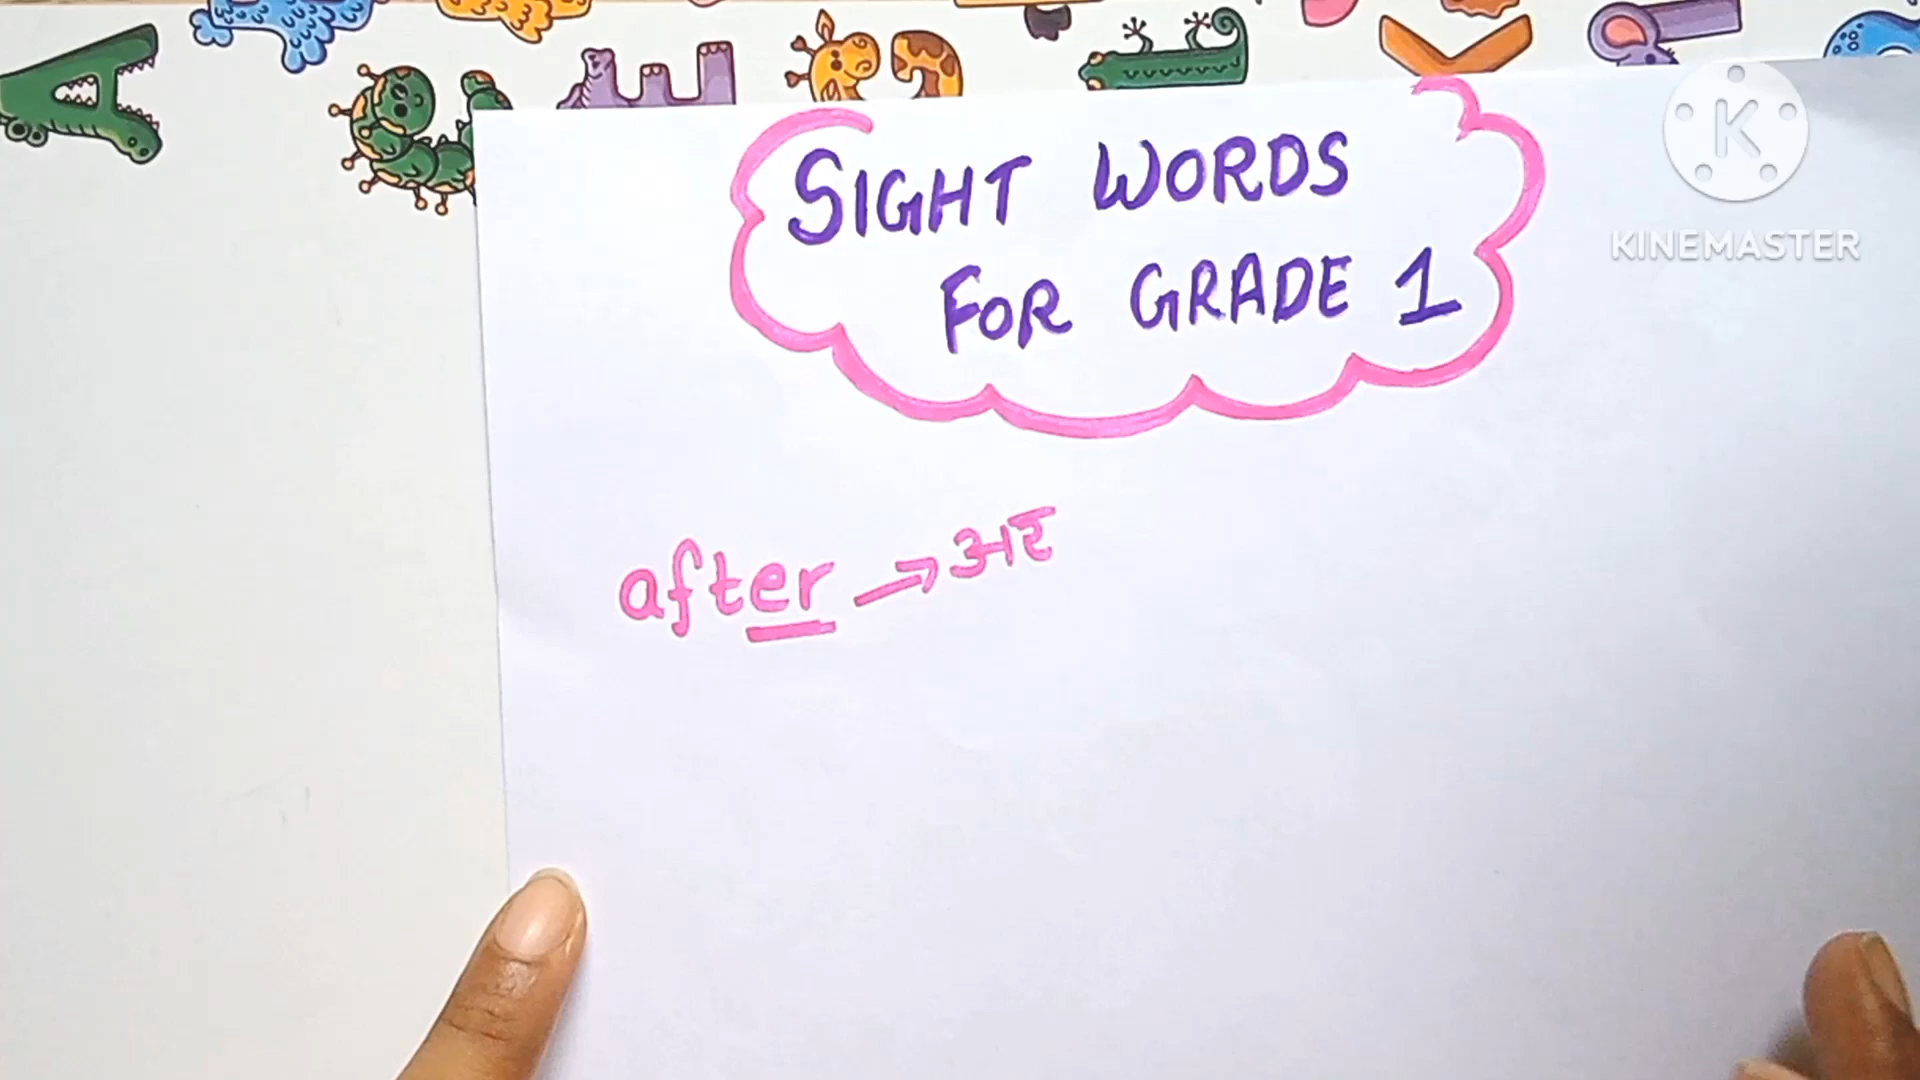 SIGHT WORDS
FOR GRADE 1
K
KINEMASTER
after → अर